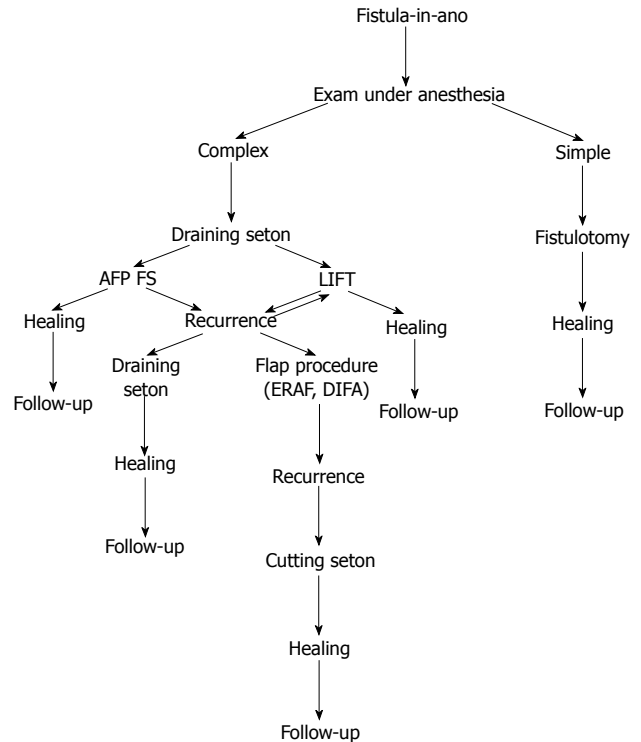 Fistula-in-ano
Exam under anesthesia
Complex
Simple
Draining seton
Fistulotomy
AFP FS
LIFT
Healing
Recurrence
Healing
Healing
Draining
seton
Flap procedure
(ERAF, DIFA)
Follow-up
Follow-up
Follow-up
Healing
Recurrence
Follow-up
Cutting seton
Healing
Follow-up